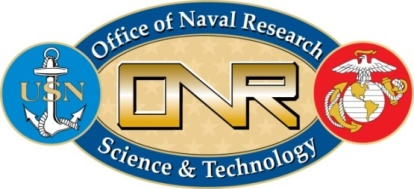 Office of Naval Research
USN
ONR
Science & Technology